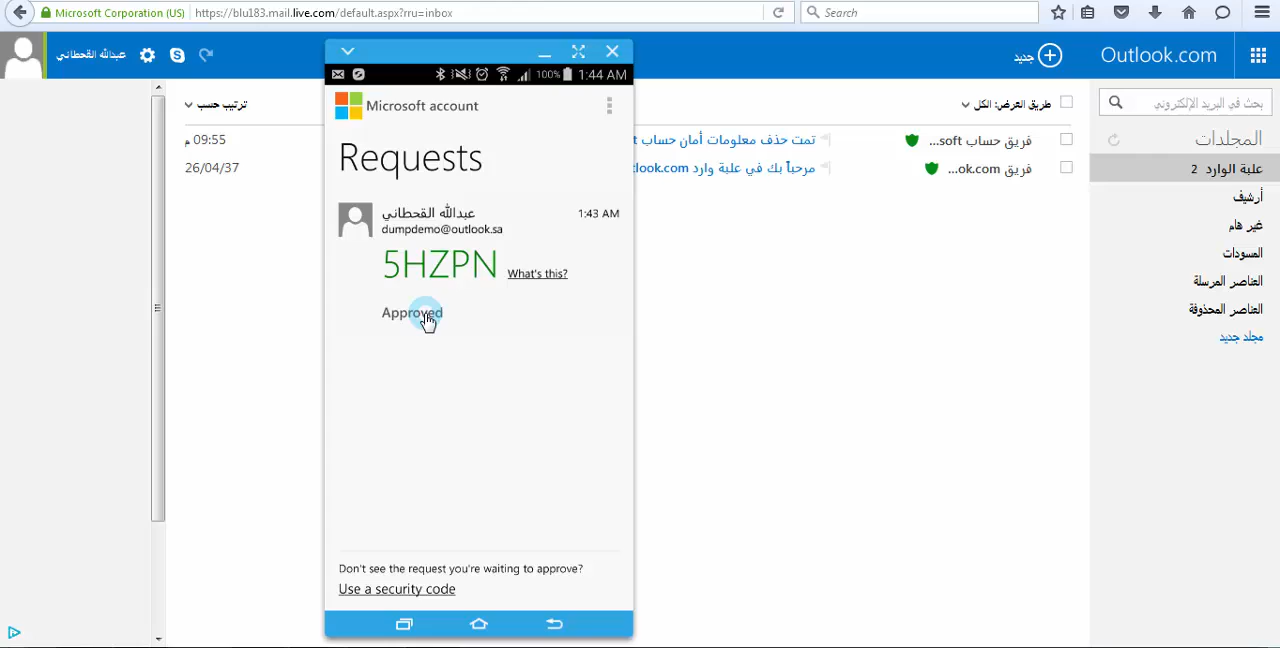 Microsoft Corporation (US)
https://blu183.mail.live.com/default.aspx?rru=inbox
Search
عبدالله القحطاني
جديد
Outlook.com
ترتيب حسب
طريق العرض: الكل
بحث في البريد الإلكتروني
فريق حساب soft...
تمت حذف معلومات أمان حساب t
09:55 م
فريق ok.com...
مرحباً بك في علبة وارد tlook.com
26/04/37
المجلدات
علبة الوارد 2
أرشيف
غير هام
المسودات
العناصر المرسلة
العناصر المحذوفة
مجلد جديد
100% 1:44 AM
Microsoft account
Requests
عبدالله القحطاني 1:43 AM
dumpdemo@outlook.sa
5HZPN What's this?
Approved
Don't see the request you're waiting to approve?
Use a security code